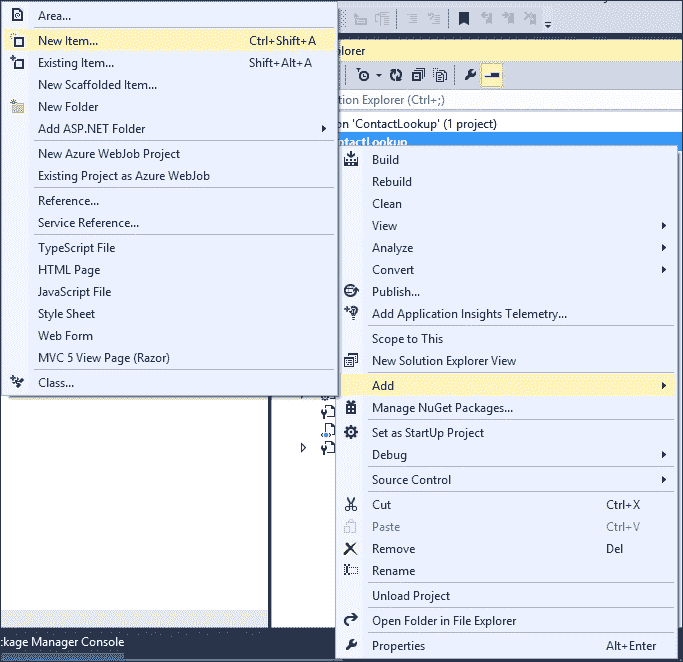 Area...
New Item... Ctrl+Shift+A
Existing Item... Shift+Alt+A
New Scaffolded Item...
New Folder
Add ASP.NET Folder
New Azure WebJob Project
Existing Project as Azure WebJob
Reference...
Service Reference...
TypeScript File
HTML Page
JavaScript File
Style Sheet
Web Form
MVC 5 View Page (Razor)
Class...
plorer
tion Explorer (Ctrl+;)
on 'ContactLookup' (1 project)
ntactLookup
Build
Rebuild
Clean
View
Analyze
Convert
Publish...
Add Application Insights Telemetry...
Scope to This
New Solution Explorer View
Add
Manage NuGet Packages...
Set as StartUp Project
Debug
Source Control
Cut Ctrl+X
Paste Ctrl+V
Remove Del
Rename
Unload Project
Open Folder in File Explorer
Properties Alt+Enter
ckage Manager Console